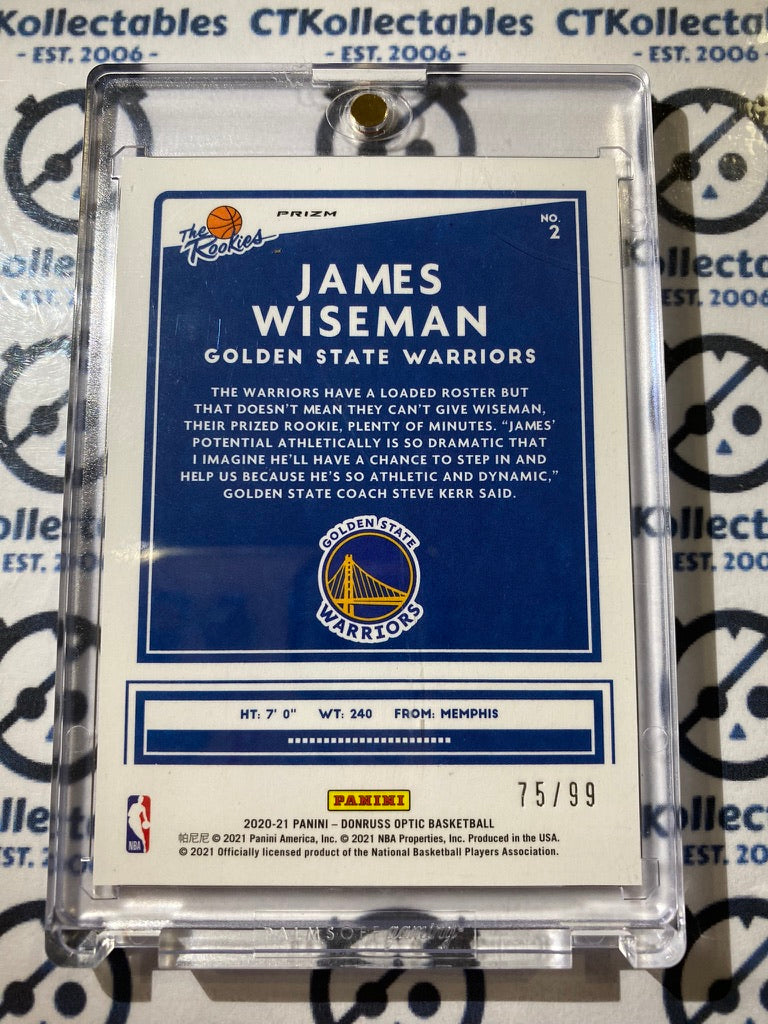 CTKollectables CTKollectables CTKollectables
- EST. 2006 - - EST. 2006 - - EST. 2006 -
The Rookies
PRIZM
NO.
2
JAMES
WISEMAN
GOLDEN STATE WARRIORS
THE WARRIORS HAVE A LOADED ROSTER BUT
THAT DOESN'T MEAN THEY CAN'T GIVE WISEMAN,
THEIR PRIZED ROOKIE, PLENTY OF MINUTES. "JAMES'
POTENTIAL ATHLETICALLY IS SO DRAMATIC THAT
I IMAGINE HE'LL HAVE A CHANCE TO STEP IN AND
HELP US BECAUSE HE'S SO ATHLETIC AND DYNAMIC,"
GOLDEN STATE COACH STEVE KERR SAID.
GOLDEN STATE
WARRIORS
HT: 7' 0" WT: 240 FROM: MEMPHIS
PANINI
75/99
NBA
2020-21 PANINI – DONRUSS OPTIC BASKETBALL
帕尼尼 © 2021 Panini America, Inc. © 2021 NBA Properties, Inc. Produced in the USA.
© 2021 Officially licensed product of the National Basketball Players Association.